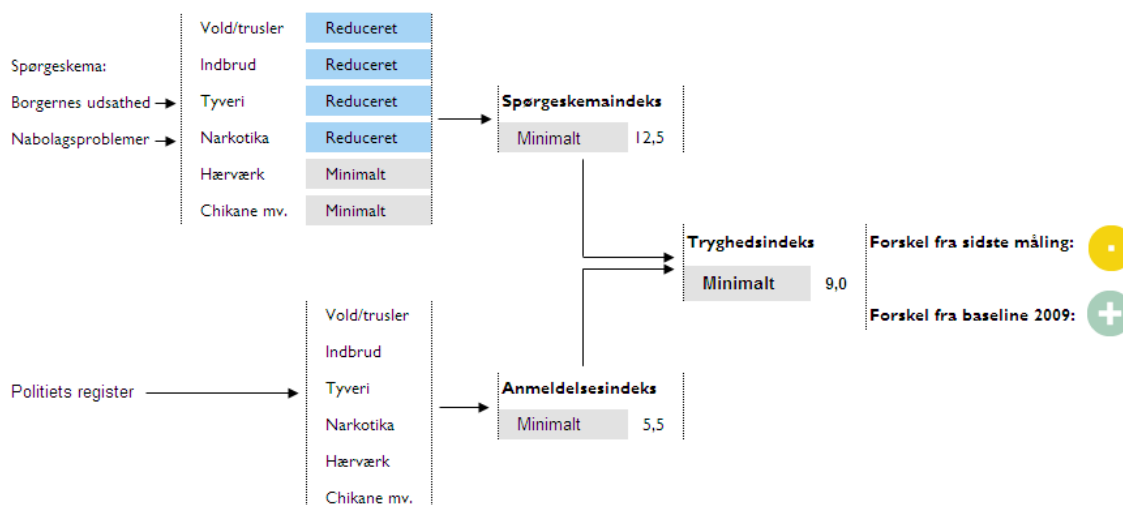 Spørgeskema:
Borgernes udsathed
Nabolagsproblemer
Vold/trusler Reduceret
Indbrud Reduceret
Tyveri Reduceret
Narkotika Reduceret
Hærværk Minimalt
Chikane mv. Minimalt
Spørgeskemaindeks
Minimalt 12,5
Tryghedsindeks
Minimalt 9,0
Forskel fra sidste måling:
Forskel fra baseline 2009:
Politiets register
Vold/trusler
Indbrud
Tyveri
Narkotika
Hærværk
Chikane mv.
Anmeldelsesindeks
Minimalt 5,5